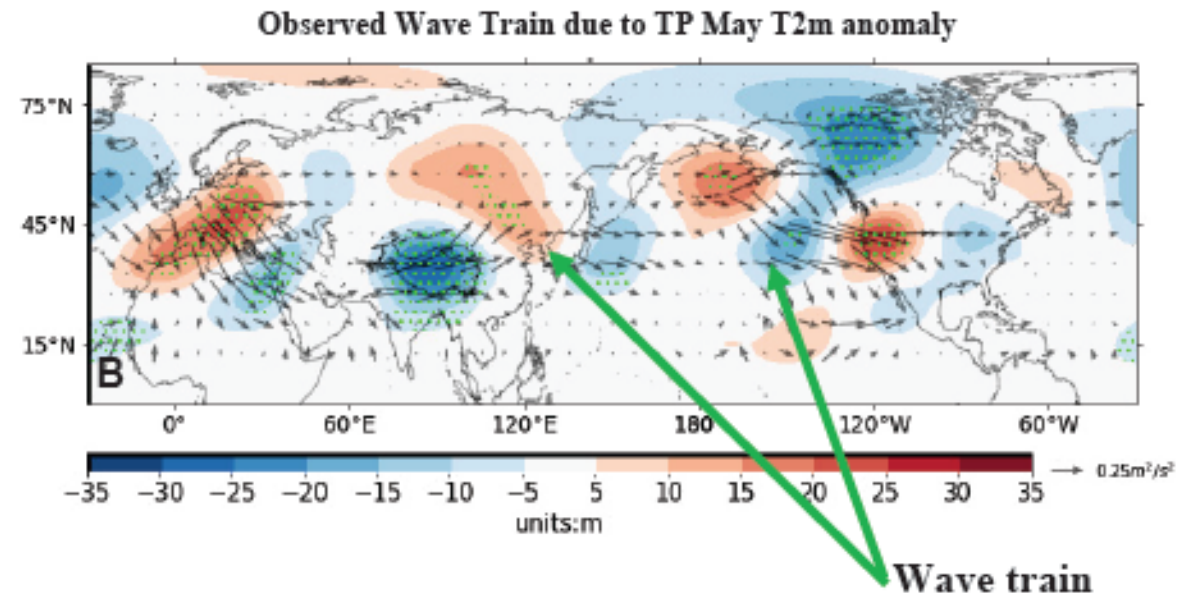 Observed Wave Train due to TP May T2m anomaly
75°N
45°N
15°N
B
0° 60°E 120°E 180 120°W 60°W
−35 −30 −25 −20 −15 −10 −5 5 10 15 20 25 30 35
0.25m²/s²
units:m
Wave train